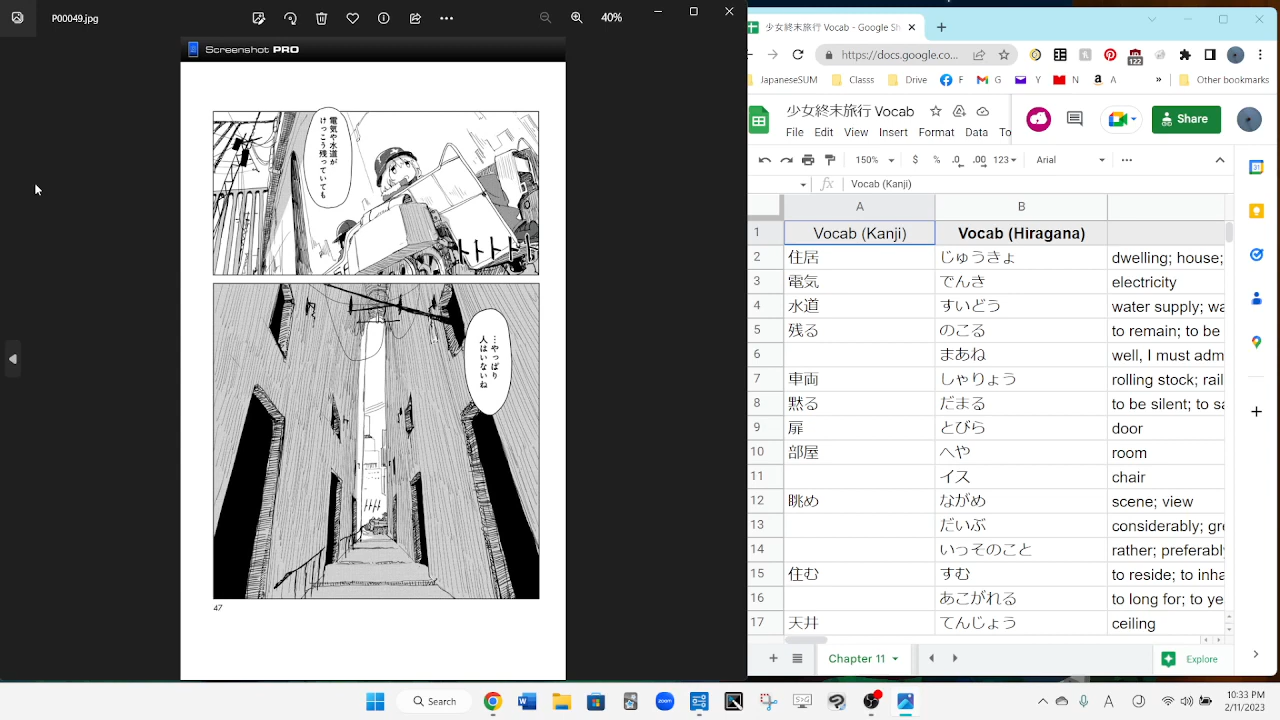 P00049.jpg
40%
Screenshot PRO
電気や水道が
けっこう残っていても
…やっぱり
人はいないね
47
少女終末旅行 Vocab - Google Sh
https://docs.google.co...
122
JapaneseSUM
Classs
Drive
F
G
Y
N
A
»
Other bookmarks
少女終末旅行 Vocab
Share
File Edit View Insert Format Data To
150%
$ % .0 .00 123
Arial
fx Vocab (Kanji)
A B
1 Vocab (Kanji) Vocab (Hiragana)
2 住居 じゅうきょ dwelling; house;
3 電気 でんき electricity
4 水道 すいどう water supply; wa
5 残る のこる to remain; to be
6 まあね well, I must adm
7 車両 しゃりょう rolling stock; rail
8 黙る だまる to be silent; to sa
9 扉 とびら door
10 部屋 へや room
11 イス chair
12 眺め ながめ scene; view
13 だいぶ considerably; gre
14 いっそのこと rather; preferably
15 住む すむ to reside; to inha
16 あこがれる to long for; to ye
17 天井 てんじょう ceiling
Chapter 11
Explore
Search
10:33 PM
2/11/2023